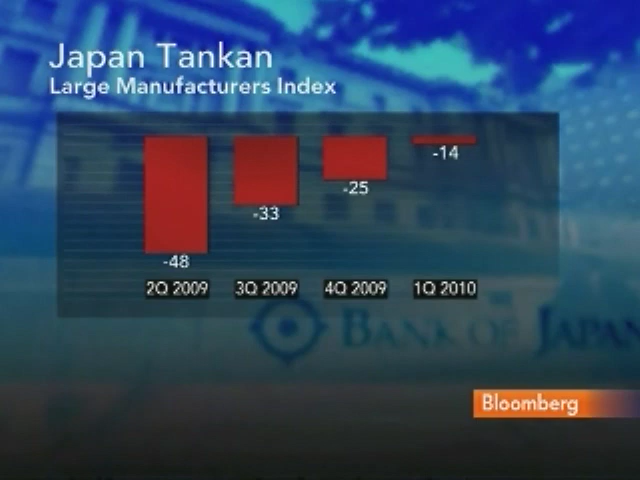 Japan Tankan
Large Manufacturers Index
-48
-33
-25
-14
2Q 2009
3Q 2009
4Q 2009
1Q 2010
BANK OF JAPAN
Bloomberg